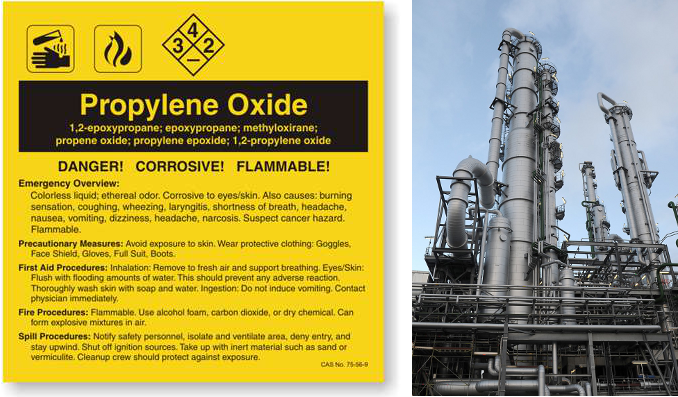 4
3 2
–
Propylene Oxide
1,2-epoxypropane; epoxypropane; methyloxirane;
propene oxide; propylene epoxide; 1,2-propylene oxide
DANGER! CORROSIVE! FLAMMABLE!
Emergency Overview:
Colorless liquid; ethereal odor. Corrosive to eyes/skin. Also causes: burning
sensation, coughing, wheezing, laryngitis, shortness of breath, headache,
nausea, vomiting, dizziness, headache, narcosis. Suspect cancer hazard.
Flammable.
Precautionary Measures: Avoid exposure to skin. Wear protective clothing: Goggles,
Face Shield, Gloves, Full Suit, Boots.
First Aid Procedures: Inhalation: Remove to fresh air and support breathing. Eyes/Skin:
Flush with flooding amounts of water. This should prevent any adverse reaction.
Thoroughly wash skin with soap and water. Ingestion: Do not induce vomiting. Contact
physician immediately.
Fire Procedures: Flammable. Use alcohol foam, carbon dioxide, or dry chemical. Can
form explosive mixtures in air.
Spill Procedures: Notify safety personnel, isolate and ventilate area, deny entry, and
stay upwind. Shut off ignition sources. Take up with inert material such as sand or
vermiculite. Cleanup crew should protect against exposure.
CAS No. 75-56-9